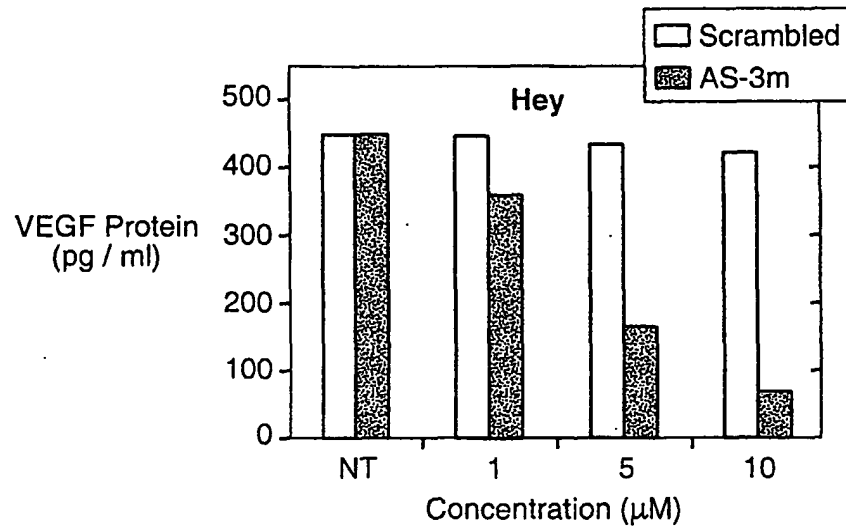 Scrambled
AS-3m
Hey
500
400
300
200
100
0
VEGF Protein
(pg / ml)
NT 1 5 10
Concentration (µM)